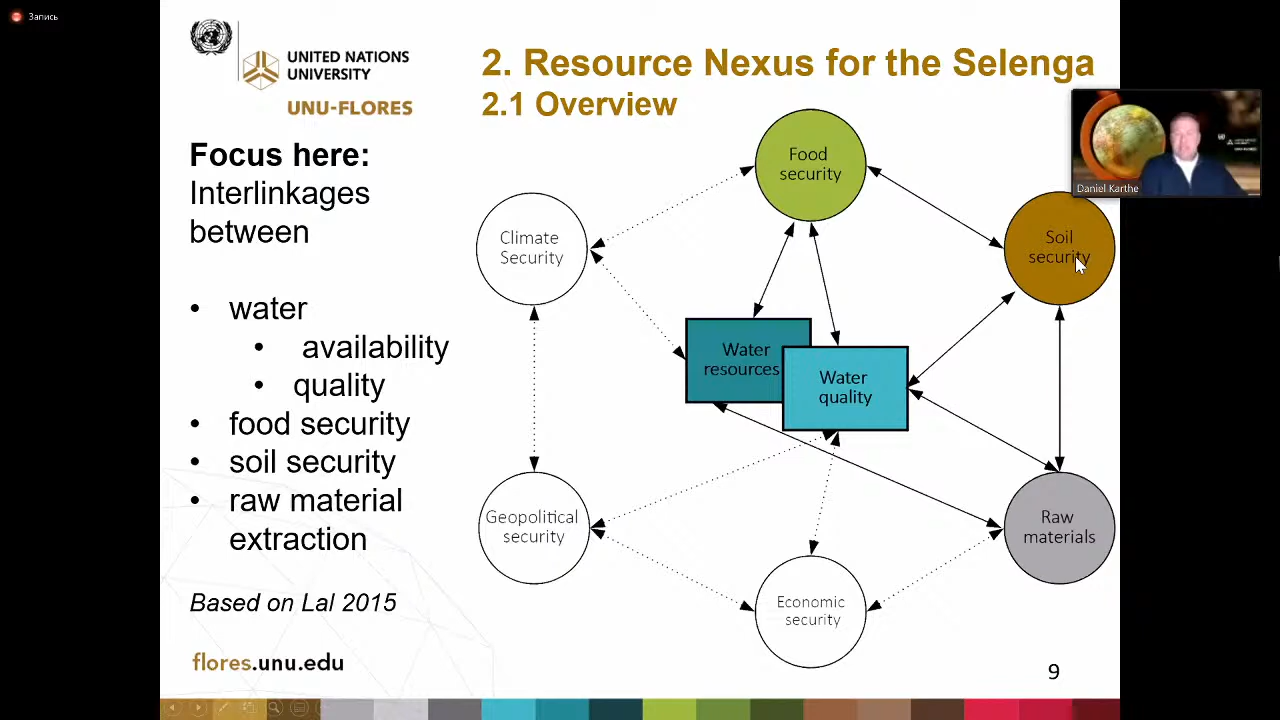 Запись
UNITED NATIONS
UNIVERSITY
UNU-FLORES
2. Resource Nexus for the Selenga
2.1 Overview
Focus here:
Interlinkages
between
• water
• availability
• quality
• food security
• soil security
• raw material
extraction
Based on Lal 2015
flores.unu.edu
Food
security
Climate
Security
Soil
security
Water
resources
Water
quality
Geopolitical
security
Raw
materials
Economic
security
Daniel Karthe
9